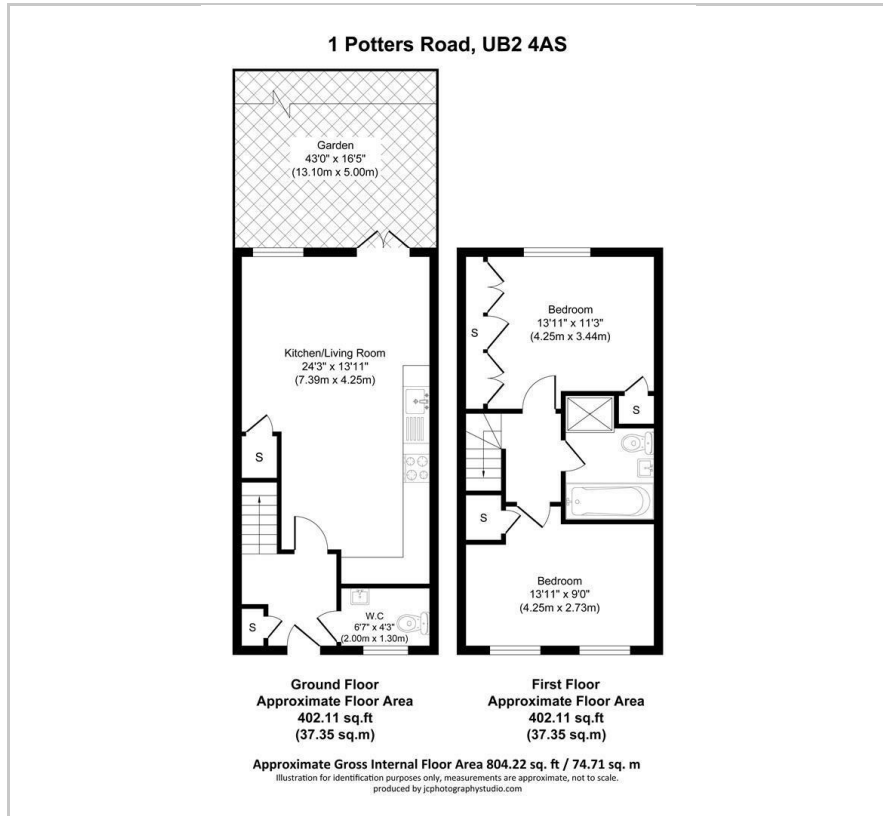 1 Potters Road, UB2 4AS
Garden
43'0" x 16'5"
(13.10m x 5.00m)
Kitchen/Living Room
24'3" x 13'11"
(7.39m x 4.25m)
S
S
W.C
6'7" x 4'3"
(2.00m x 1.30m)
Bedroom
13'11" x 11'3"
(4.25m x 3.44m)
S
S
S
Bedroom
13'11" x 9'0"
(4.25m x 2.73m)
Ground Floor
Approximate Floor Area
402.11 sq.ft
(37.35 sq.m)
First Floor
Approximate Floor Area
402.11 sq.ft
(37.35 sq.m)
Approximate Gross Internal Floor Area 804.22 sq. ft / 74.71 sq. m
Illustration for identification purposes only, measurements are approximate, not to scale.
produced by jcphotographystudio.com